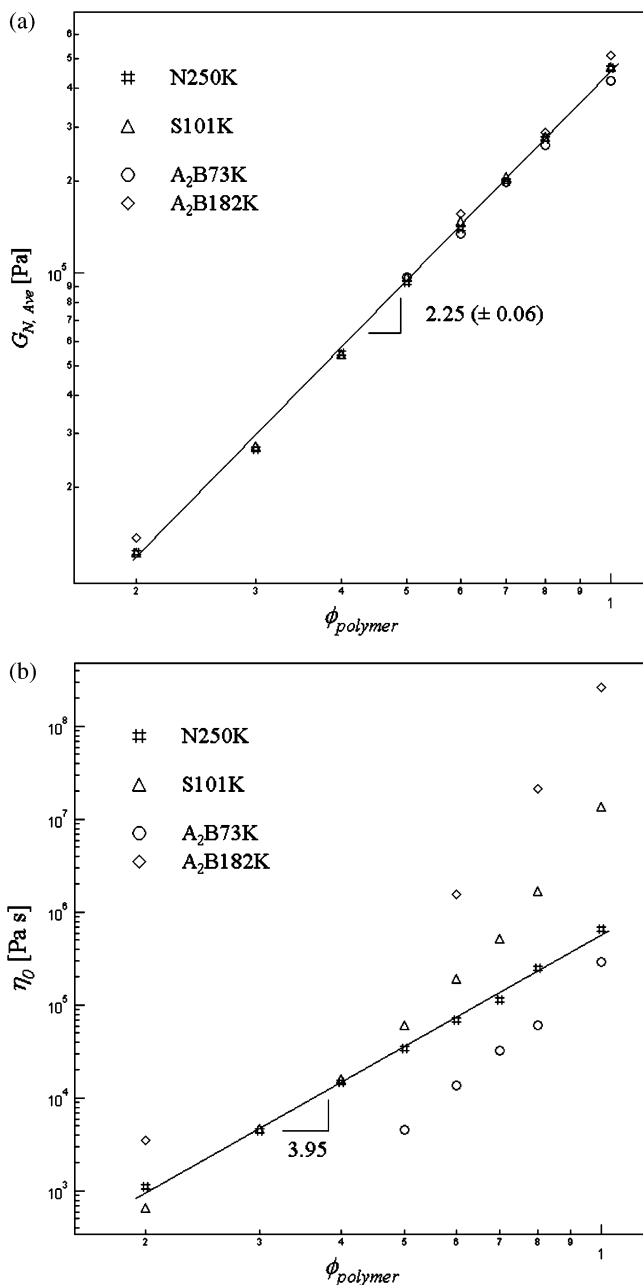 (a)
6
5
4
3
2
10⁵
9
8
7
6
5
4
3
2
G_N, Ave [Pa]
# N250K
△ S101K
○ A₂B73K
◇ A₂B182K
2.25 (± 0.06)
2 3 4 5 6 7 8 9 1
ϕ_polymer
(b)
10⁸
10⁷
10⁶
10⁵
10⁴
10³
η₀ [Pa s]
# N250K
△ S101K
○ A₂B73K
◇ A₂B182K
3.95
2 3 4 5 6 7 8 9 1
ϕ_polymer